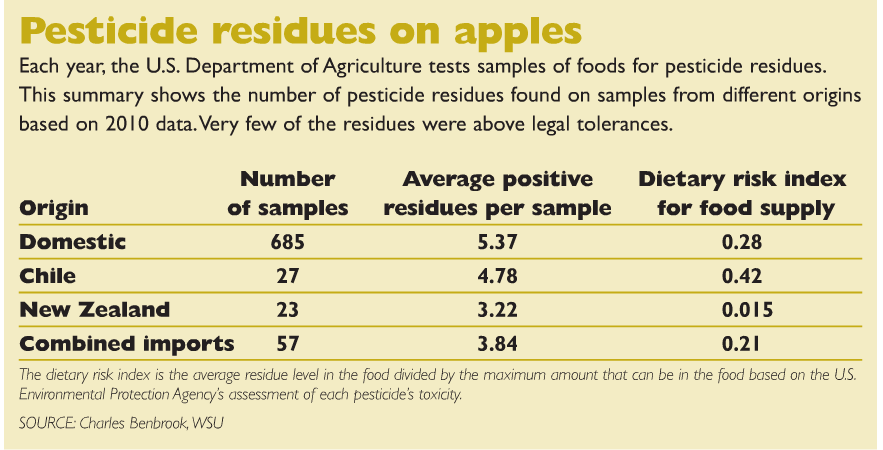 Pesticide residues on apples
Each year, the U.S. Department of Agriculture tests samples of foods for pesticide residues.
This summary shows the number of pesticide residues found on samples from different origins
based on 2010 data. Very few of the residues were above legal tolerances.
Number Average positive Dietary risk index
Origin of samples residues per sample for food supply
Domestic 685 5.37 0.28
Chile 27 4.78 0.42
New Zealand 23 3.22 0.015
Combined imports 57 3.84 0.21
The dietary risk index is the average residue level in the food divided by the maximum amount that can be in the food based on the U.S.
Environmental Protection Agency's assessment of each pesticide's toxicity.
SOURCE: Charles Benbrook, WSU